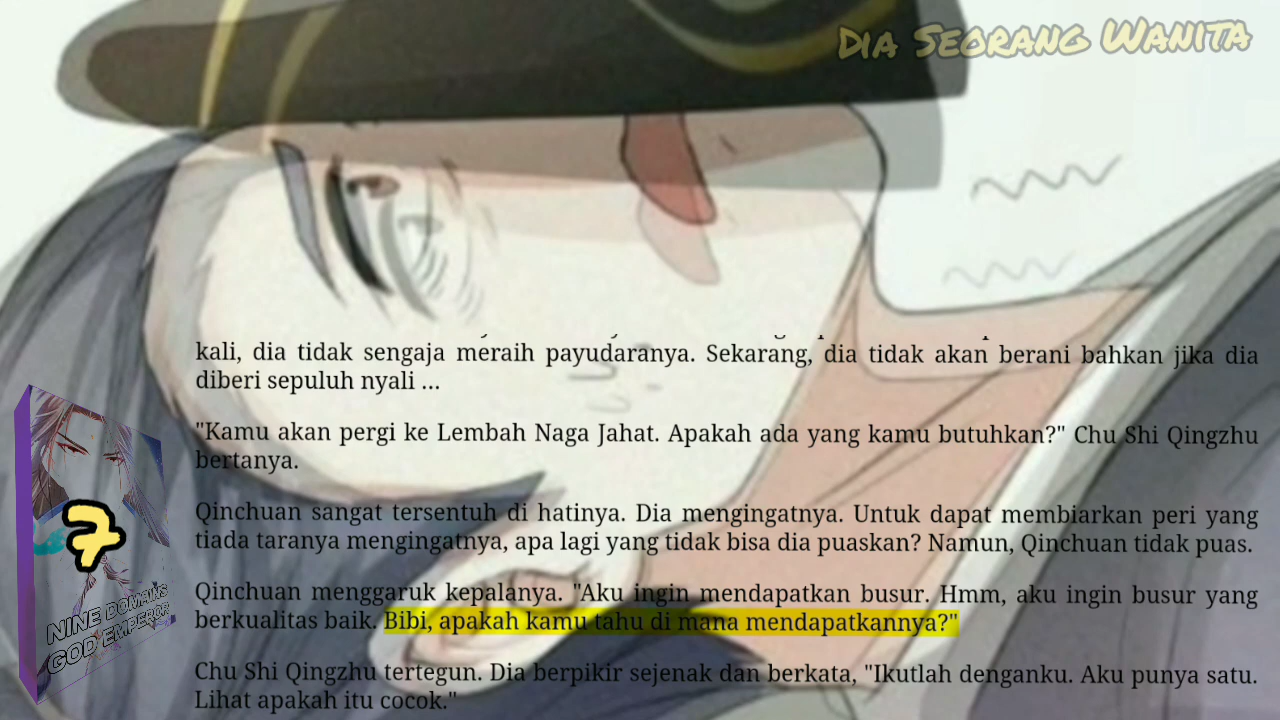 Dia Seorang Wanita
kali, dia tidak sengaja meraih payudaranya. Sekarang, dia tidak akan berani bahkan jika dia
diberi sepuluh nyali ...
"Kamu akan pergi ke Lembah Naga Jahat. Apakah ada yang kamu butuhkan?" Chu Shi Qingzhu
bertanya.
Qinchuan sangat tersentuh di hatinya. Dia mengingatnya. Untuk dapat membiarkan peri yang
tiada taranya mengingatnya, apa lagi yang tidak bisa dia puaskan? Namun, Qinchuan tidak puas.
Qinchuan menggaruk kepalanya. "Aku ingin mendapatkan busur. Hmm, aku ingin busur yang
berkualitas baik. Bibi, apakah kamu tahu di mana mendapatkannya?"
Chu Shi Qingzhu tertegun. Dia berpikir sejenak dan berkata, "Ikutlah denganku. Aku punya satu.
Lihat apakah itu cocok."
7
NINE DOMAINS
GOD EMPEROR